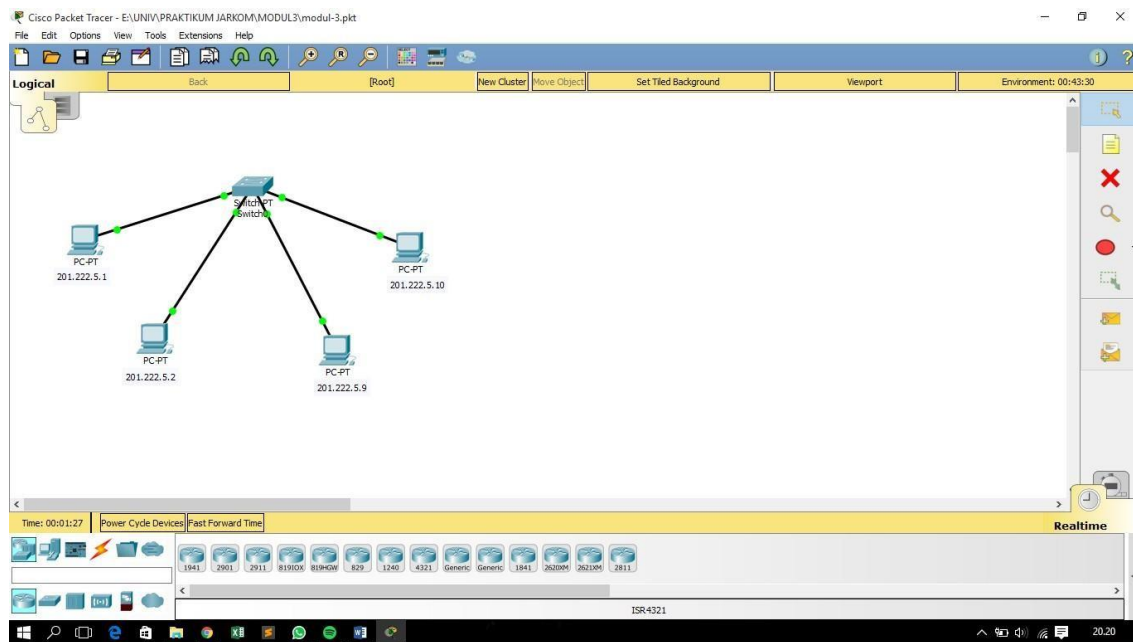 Cisco Packet Tracer - E:\UNIV\PRAKTIKUM JARKOM\MODUL3\modul-3.pkt
File Edit Options View Tools Extensions Help
Logical Back [Root] New Cluster Move Object Set Tiled Background Viewport Environment: 00:43:30
Switch-PT
Switch0
PC-PT
201.222.5.1
PC-PT
201.222.5.10
PC-PT
201.222.5.2
PC-PT
201.222.5.9
Time: 00:01:27 Power Cycle Devices Fast Forward Time Realtime
1941 2901 2911 819IOX 819HGW 829 1240 4321 Generic Generic 1841 2620XM 2621XM 2811
ISR4321
20.20